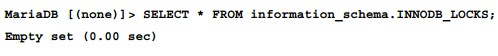 MariaDB [(none)]> SELECT * FROM information_schema.INNODB_LOCKS;
Empty set (0.00 sec)